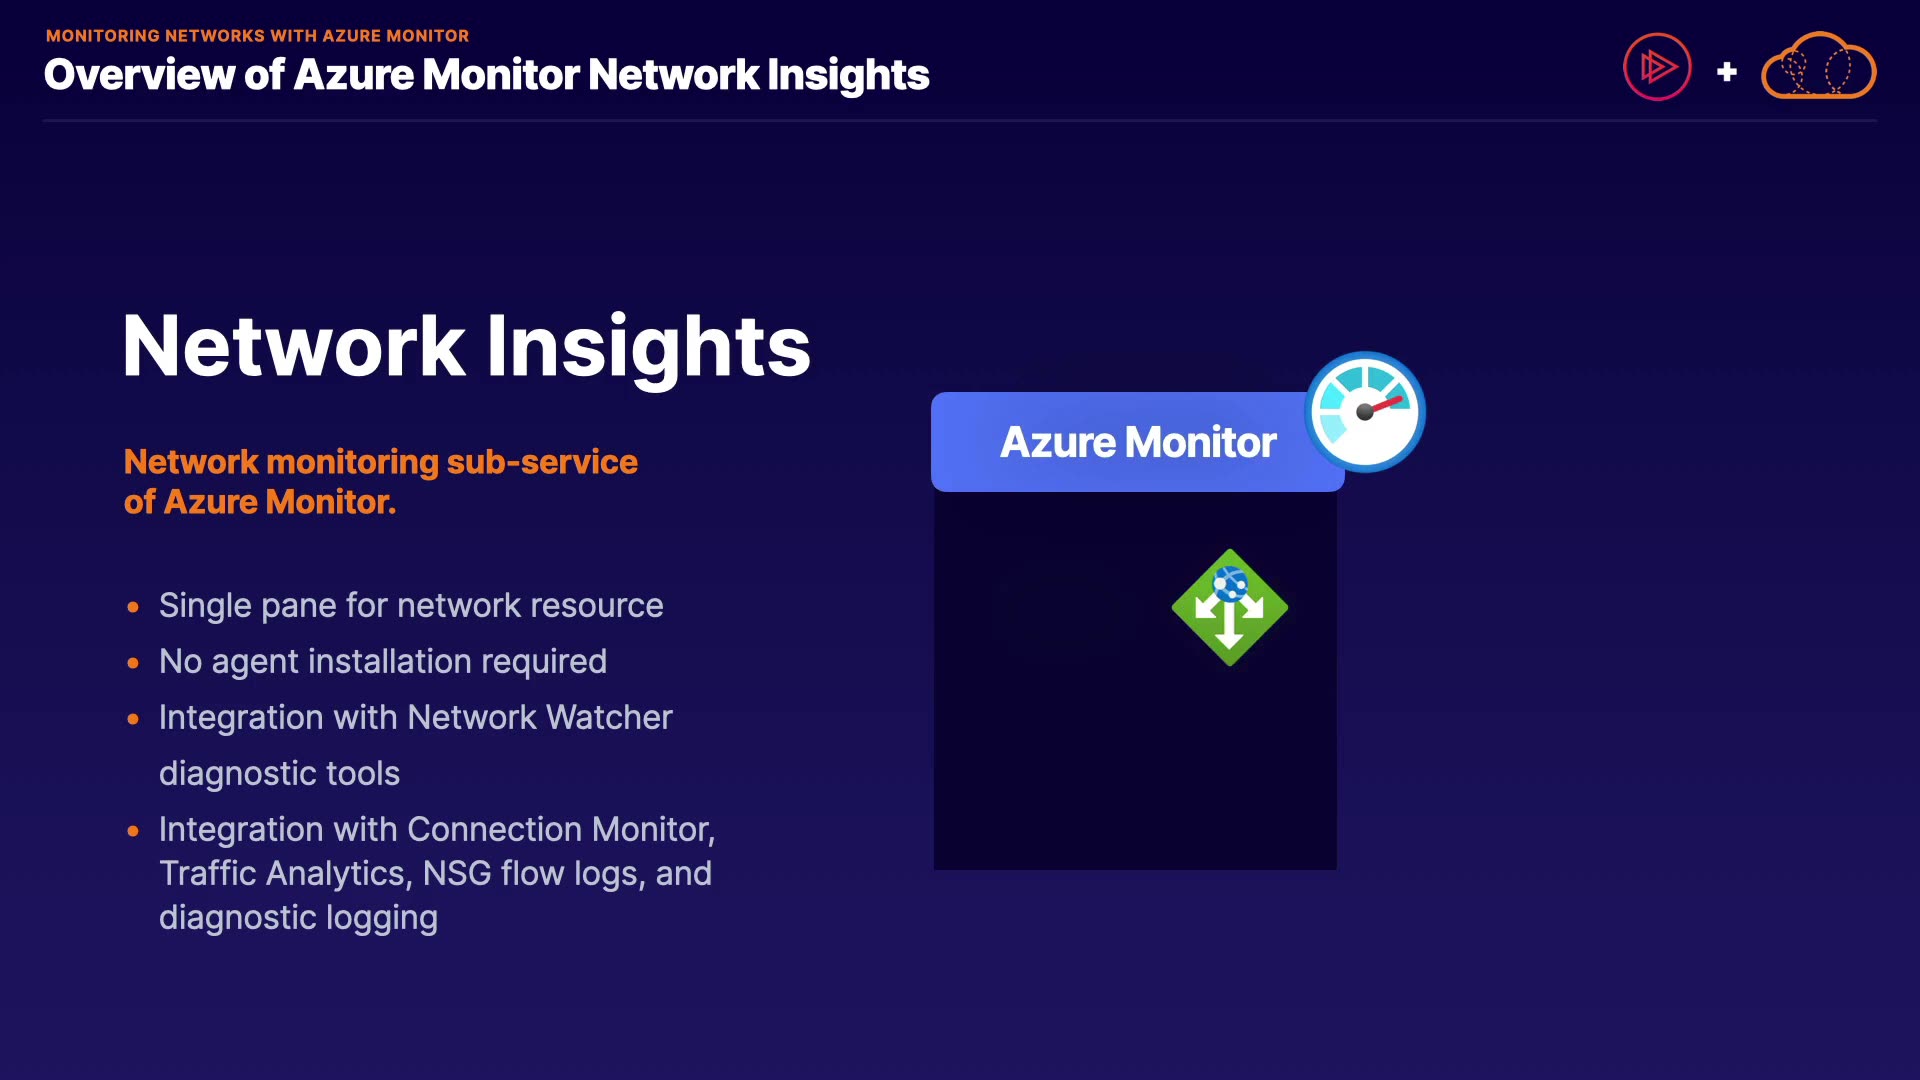 MONITORING NETWORKS WITH AZURE MONITOR
Overview of Azure Monitor Network Insights
+
Network Insights
Network monitoring sub-service
of Azure Monitor.
• Single pane for network resource
• No agent installation required
• Integration with Network Watcher
diagnostic tools
• Integration with Connection Monitor,
Traffic Analytics, NSG flow logs, and
diagnostic logging
Azure Monitor